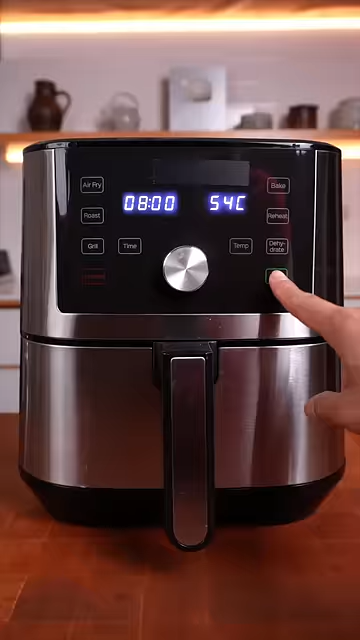 Air Fry
Bake
08:00
54C
Roast
Reheat
Grill
Time
Temp
Dehy-
drate